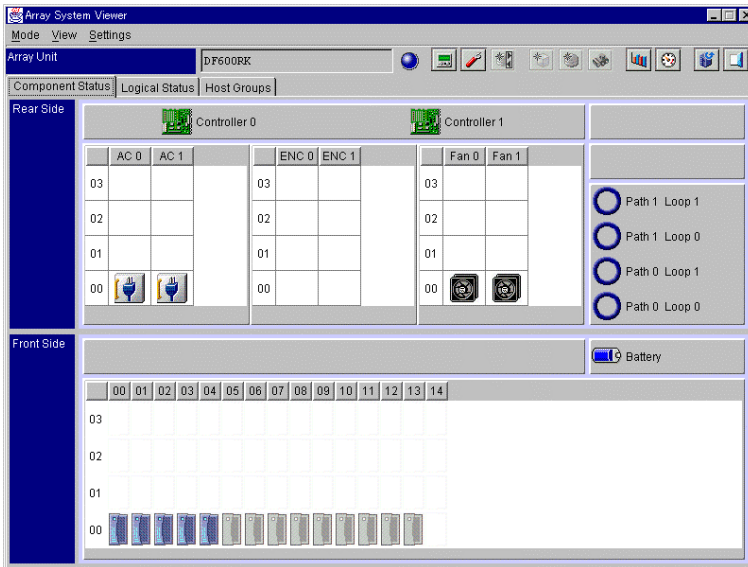 Array System Viewer
Mode View Settings
Array Unit DF600RK
Component Status Logical Status Host Groups
Rear Side
Controller 0 Controller 1
AC 0 AC 1 ENC 0 ENC 1 Fan 0 Fan 1
03 03 03
02 02 02
01 01 01
00 00 00
Path 1 Loop 1
Path 1 Loop 0
Path 0 Loop 1
Path 0 Loop 0
Front Side
Battery
00 01 02 03 04 05 06 07 08 09 10 11 12 13 14
03
02
01
00